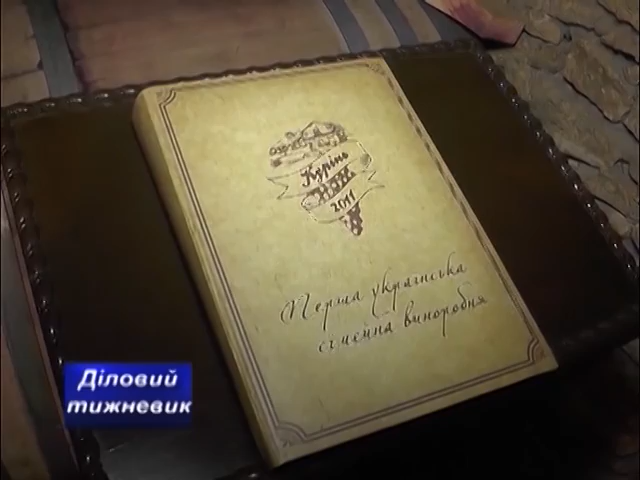 Курінь
2011
Перша українська
сімейна виноробня
Діловий
тижневик